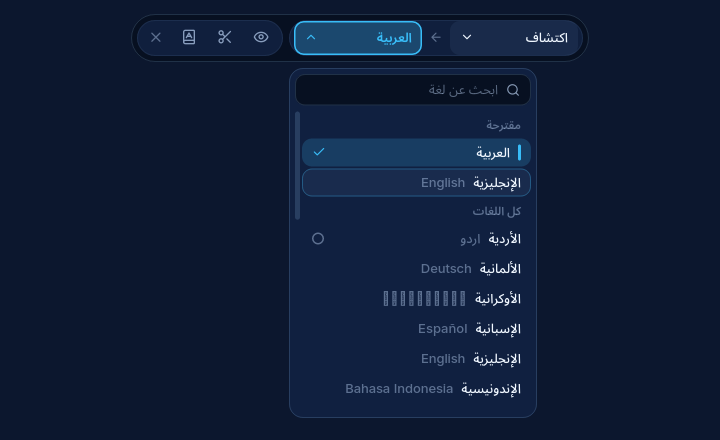 اكتشاف
العربية
ابحث عن لغة
مقترحة
العربية
الإنجليزية English
كل اللغات
الأردية اردو
الألمانية Deutsch
الأوكرانية
الإسبانية Español
الإنجليزية English
الإندونيسية Bahasa Indonesia